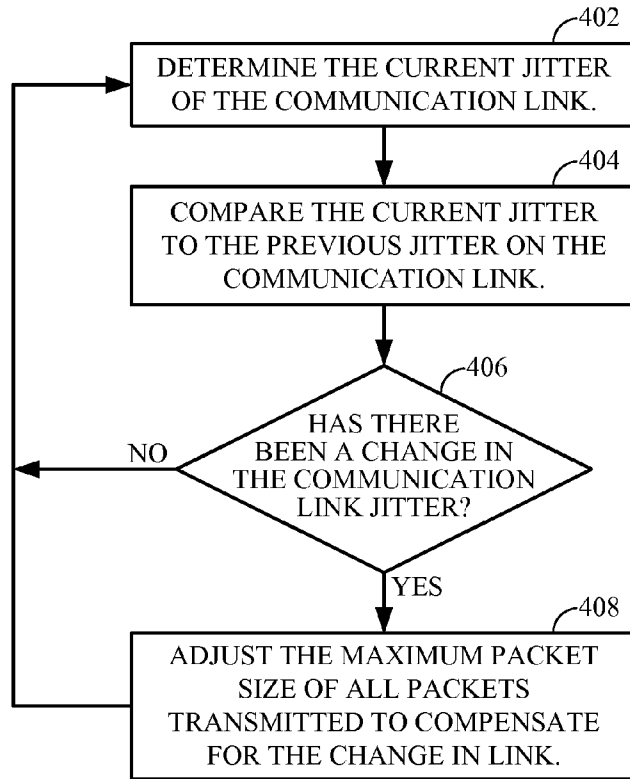 402
DETERMINE THE CURRENT JITTER
OF THE COMMUNICATION LINK.
404
COMPARE THE CURRENT JITTER
TO THE PREVIOUS JITTER ON THE
COMMUNICATION LINK.
406
HAS THERE
BEEN A CHANGE IN
THE COMMUNICATION
LINK JITTER?
NO
YES
408
ADJUST THE MAXIMUM PACKET
SIZE OF ALL PACKETS
TRANSMITTED TO COMPENSATE
FOR THE CHANGE IN LINK.